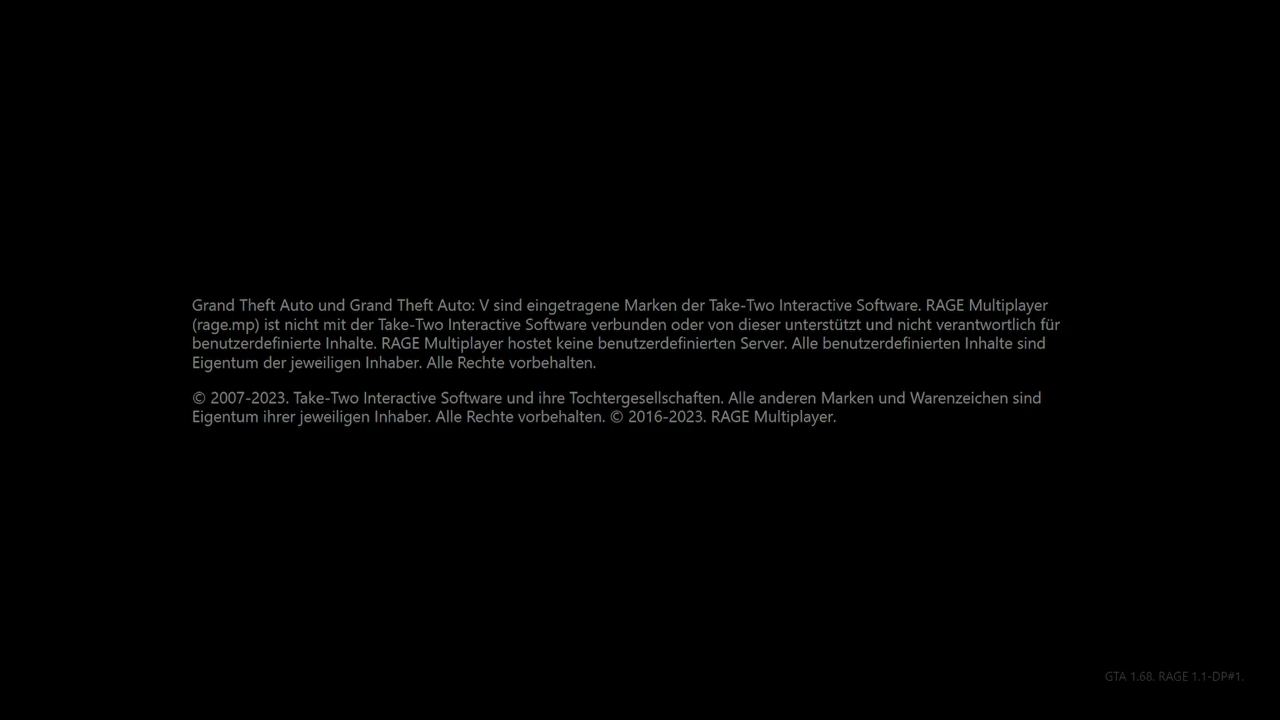 Grand Theft Auto und Grand Theft Auto: V sind eingetragene Marken der Take-Two Interactive Software. RAGE Multiplayer
(rage.mp) ist nicht mit der Take-Two Interactive Software verbunden oder von dieser unterstützt und nicht verantwortlich für
benutzerdefinierte Inhalte. RAGE Multiplayer hostet keine benutzerdefinierten Server. Alle benutzerdefinierten Inhalte sind
Eigentum der jeweiligen Inhaber. Alle Rechte vorbehalten.
© 2007-2023. Take-Two Interactive Software und ihre Tochtergesellschaften. Alle anderen Marken und Warenzeichen sind
Eigentum ihrer jeweiligen Inhaber. Alle Rechte vorbehalten. © 2016-2023. RAGE Multiplayer.
GTA 1.68. RAGE 1.1-DP#1.